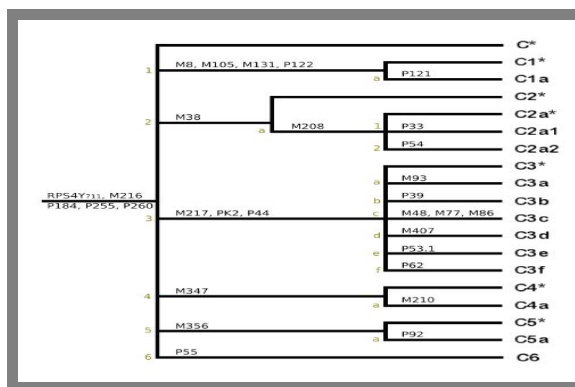 C*
M8, M105, M131, P122
C1*
1
a
P121
C1a
C2*
M38
2
a
M208
C2a*
1
P33
C2a1
2
P54
C2a2
C3*
a
M93
C3a
RPS4Y711, M216
b
P39
C3b
P184, P255, P260
3
M217, PK2, P44
c
M48, M77, M86
C3c
d
M407
C3d
e
P53.1
C3e
f
P62
C3f
M347
C4*
4
a
M210
C4a
M356
C5*
5
a
P92
C5a
6
P55
C6